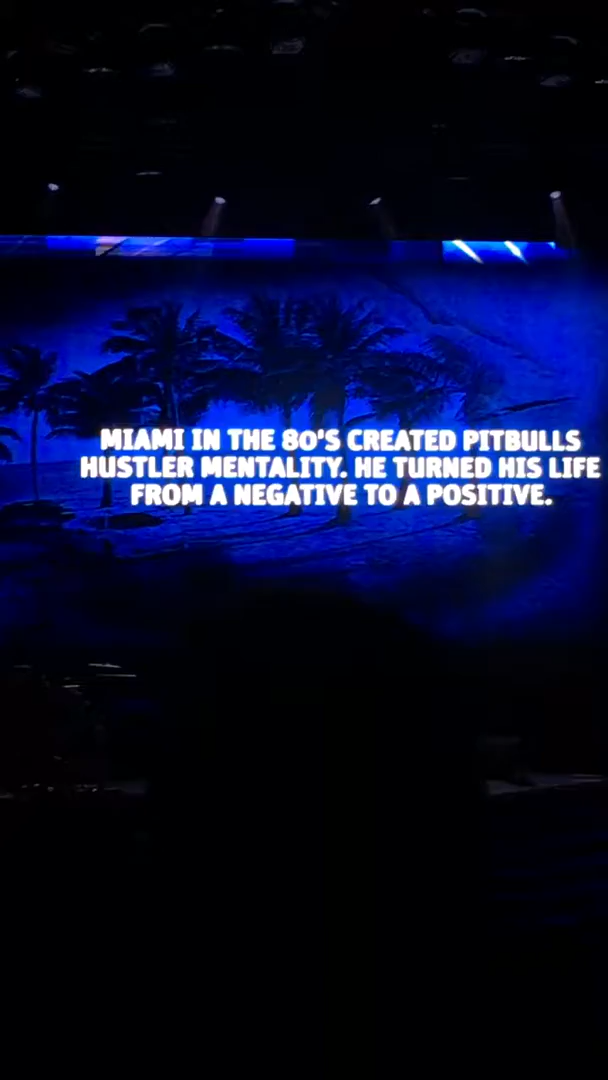 MIAMI IN THE 80'S CREATED PITBULLS
HUSTLER MENTALITY. HE TURNED HIS LIFE
FROM A NEGATIVE TO A POSITIVE.